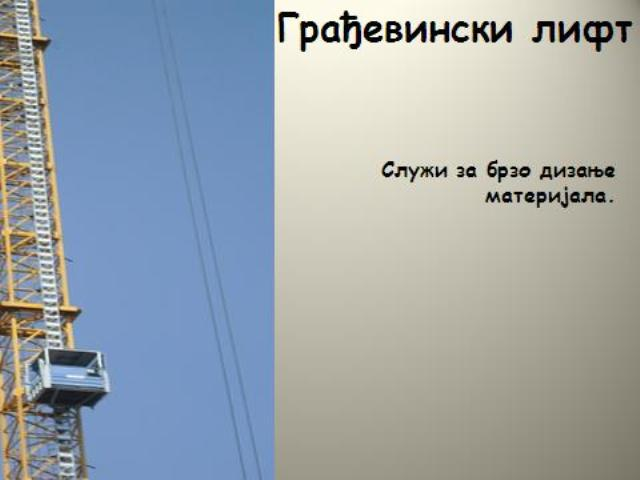 Грађевински лифт
Служи за брзо дизање
материјала.